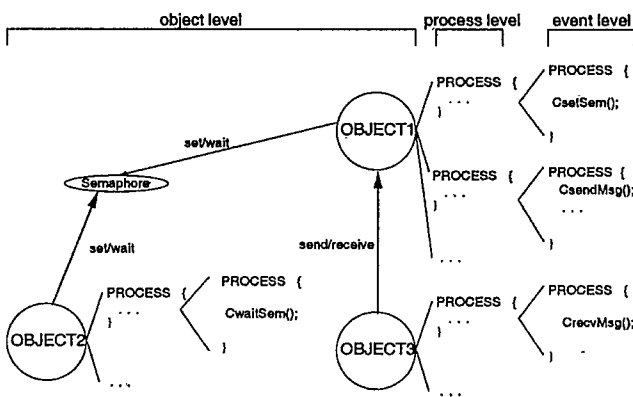 object level
process level
event level
OBJECT1
PROCESS {
. . .
}
PROCESS {
CsetSem();
}
set/wait
Semaphore
PROCESS {
. . .
}
PROCESS {
CsendMsg();
. . .
}
. . .
set/wait
send/receive
OBJECT2
PROCESS {
. . .
}
. . .
PROCESS {
CwaitSem();
}
OBJECT3
PROCESS {
. . .
}
. . .
PROCESS {
CrecvMsg();
}